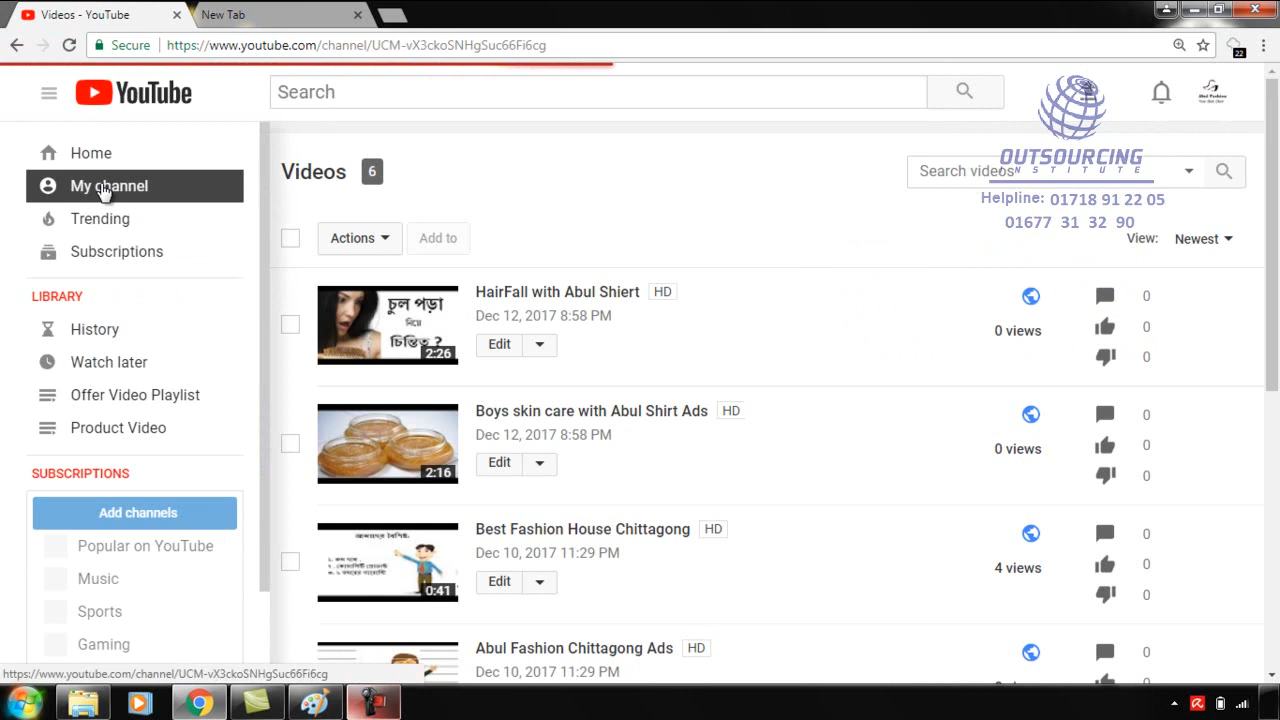 Videos - YouTube
New Tab
Secure
https://www.youtube.com/channel/UCM-vX3ckoSNHgSuc66Fi6cg
22
YouTube
Search
Home
My channel
Trending
Subscriptions
LIBRARY
History
Watch later
Offer Video Playlist
Product Video
SUBSCRIPTIONS
Add channels
Popular on YouTube
Music
Sports
Gaming
Videos 6
Search videos
OUTSOURCING
INSTITUTE
Helpline: 01718 91 22 05
01677 31 32 90
Actions
Add to
View: Newest
চুল পড়া
নিয়ে
চিন্তিত ?
2:26
HairFall with Abul Shiert HD
Dec 12, 2017 8:58 PM
Edit
0 views
0
0
0
2:16
Boys skin care with Abul Shirt Ads HD
Dec 12, 2017 8:58 PM
Edit
0 views
0
0
0
0:41
Best Fashion House Chittagong HD
Dec 10, 2017 11:29 PM
Edit
4 views
0
0
0
Abul Fashion Chittagong Ads HD
Dec 10, 2017 11:29 PM
0
https://www.youtube.com/channel/UCM-vX3ckoSNHgSuc66Fi6cg